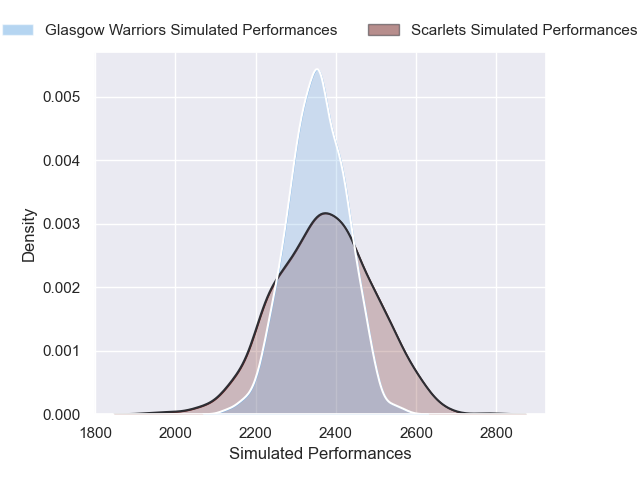 Glasgow Warriors Simulated Performances
Scarlets Simulated Performances
0.005
0.004
0.003
0.002
0.001
0.000
Density
1800 2000 2200 2400 2600 2800
Simulated Performances